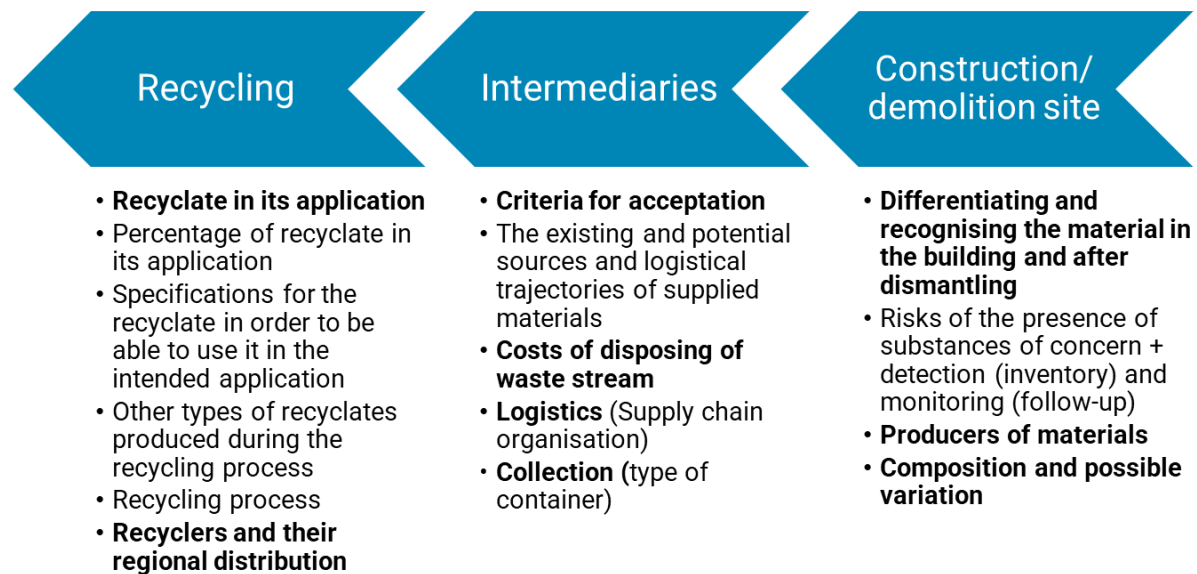 Recycling
• Recyclate in its application
• Percentage of recyclate in
its application
• Specifications for the
recyclate in order to be
able to use it in the
intended application
• Other types of recyclates
produced during the
recycling process
• Recycling process
• Recyclers and their
regional distribution
Intermediaries
• Criteria for acceptation
• The existing and potential
sources and logistical
trajectories of supplied
materials
• Costs of disposing of
waste stream
• Logistics (Supply chain
organisation)
• Collection (type of
container)
Construction/
demolition site
• Differentiating and
recognising the material in
the building and after
dismantling
• Risks of the presence of
substances of concern +
detection (inventory) and
monitoring (follow-up)
• Producers of materials
• Composition and possible
variation